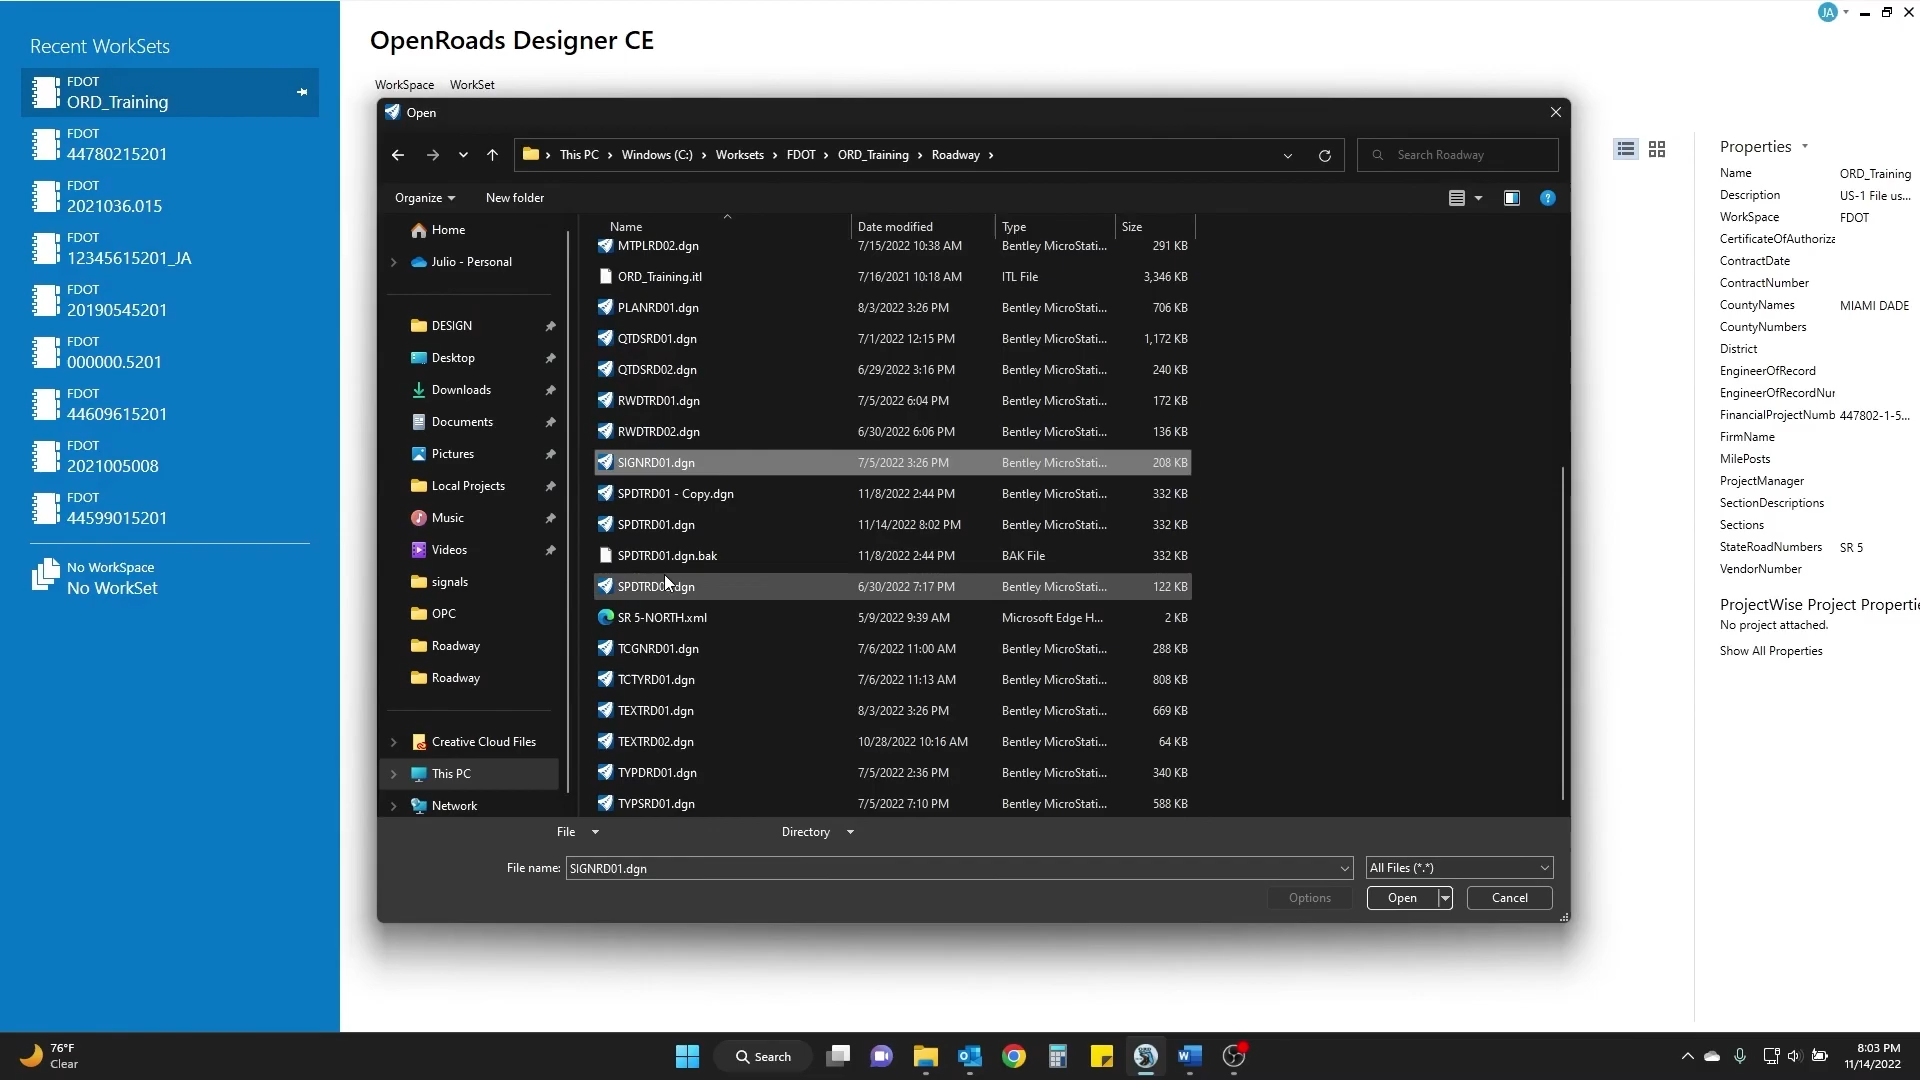 Recent WorkSets
FDOT
ORD_Training
FDOT
44780215201
FDOT
2021036.015
FDOT
12345615201_JA
FDOT
20190545201
FDOT
000000.5201
FDOT
44609615201
FDOT
2021005008
FDOT
44599015201
No WorkSpace
No WorkSet
OpenRoads Designer CE
JA
WorkSpace WorkSet
Open
This PC > Windows (C:) > Worksets > FDOT > ORD_Training > Roadway >
Search Roadway
Organize New folder
Home
Julio - Personal
DESIGN
Desktop
Downloads
Documents
Pictures
Local Projects
Music
Videos
signals
OPC
Roadway
Roadway
Creative Cloud Files
This PC
Network
Name Date modified Type Size
MTPLRD02.dgn 7/15/2022 10:38 AM Bentley MicroStati... 291 KB
ORD_Training.itl 7/16/2021 10:18 AM ITL File 3,346 KB
PLANRD01.dgn 8/3/2022 3:26 PM Bentley MicroStati... 706 KB
QTDSRD01.dgn 7/1/2022 12:15 PM Bentley MicroStati... 1,172 KB
QTDSRD02.dgn 6/29/2022 3:16 PM Bentley MicroStati... 240 KB
RWDTRD01.dgn 7/5/2022 6:04 PM Bentley MicroStati... 172 KB
RWDTRD02.dgn 6/30/2022 6:06 PM Bentley MicroStati... 136 KB
SIGNRD01.dgn 7/5/2022 3:26 PM Bentley MicroStati... 208 KB
SPDTRD01 - Copy.dgn 11/8/2022 2:44 PM Bentley MicroStati... 332 KB
SPDTRD01.dgn 11/14/2022 8:02 PM Bentley MicroStati... 332 KB
SPDTRD01.dgn.bak 11/8/2022 2:44 PM BAK File 332 KB
6/30/2022 7:17 PM Bentley MicroStati... 122 KB
SR 5-NORTH.xml 5/9/2022 9:39 AM Microsoft Edge H... 2 KB
TCGNRD01.dgn 7/6/2022 11:00 AM Bentley MicroStati... 288 KB
TCTYRD01.dgn 7/6/2022 11:13 AM Bentley MicroStati... 808 KB
TEXTRD01.dgn 8/3/2022 3:26 PM Bentley MicroStati... 669 KB
TEXTRD02.dgn 10/28/2022 10:16 AM Bentley MicroStati... 64 KB
TYPDRD01.dgn 7/5/2022 2:36 PM Bentley MicroStati... 340 KB
TYPSRD01.dgn 7/5/2022 7:10 PM Bentley MicroStati... 588 KB
File Directory
File name: SIGNRD01.dgn All Files (*.*)
Options Open Cancel
Properties
Name ORD_Training
Description US-1 File us...
WorkSpace FDOT
CertificateOfAuthoriza
ContractDate
ContractNumber
CountyNames MIAMI DADE
CountyNumbers
District
EngineerOfRecord
EngineerOfRecordNur
FinancialProjectNumb 447802-1-5...
FirmName
MilePosts
ProjectManager
SectionDescriptions
Sections
StateRoadNumbers SR 5
VendorNumber
ProjectWise Project Properti
No project attached.
Show All Properties
76°F
Clear
Search
8:03 PM
11/14/2022